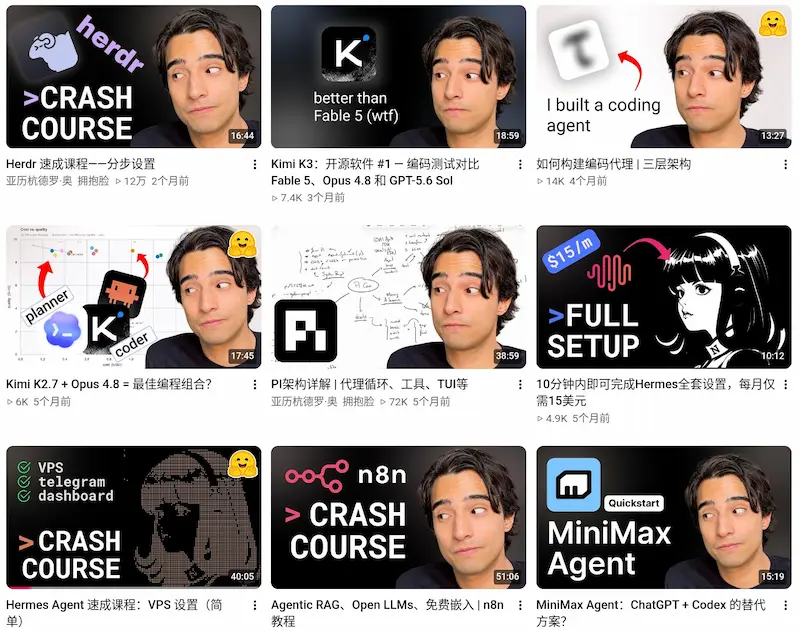 herdr
>CRASH
COURSE
16:44
Herdr 速成课程——分步设置
亚历杭德罗·奥 拥抱脸 ▷ 12万 2个月前
K
better than
Fable 5 (wtf)
18:59
Kimi K3：开源软件 #1 — 编码测试对比
Fable 5、Opus 4.8 和 GPT-5.6 Sol
▷ 7.4K 3个月前
T
I built a coding
agent
13:27
如何构建编码代理 | 三层架构
▷ 14K 4个月前
planner
K
coder
17:45
Kimi K2.7 + Opus 4.8 = 最佳编程组合？
▷ 6K 5个月前
38:59
PI架构详解 | 代理循环、工具、TUI等
亚历杭德罗·奥 拥抱脸 ▷ 72K 5个月前
$15/m
>FULL
SETUP
10:12
10分钟内即可完成Hermes全套设置，每月仅
需15美元
▷ 4.9K 5个月前
VPS
telegram
dashboard
>CRASH
COURSE
40:05
Hermes Agent 速成课程：VPS 设置（简
单）
n8n
> CRASH
COURSE
51:06
Agentic RAG、Open LLMs、免费嵌入 | n8n
教程
Quickstart
MiniMax
Agent
15:19
MiniMax Agent：ChatGPT + Codex 的替代
方案？